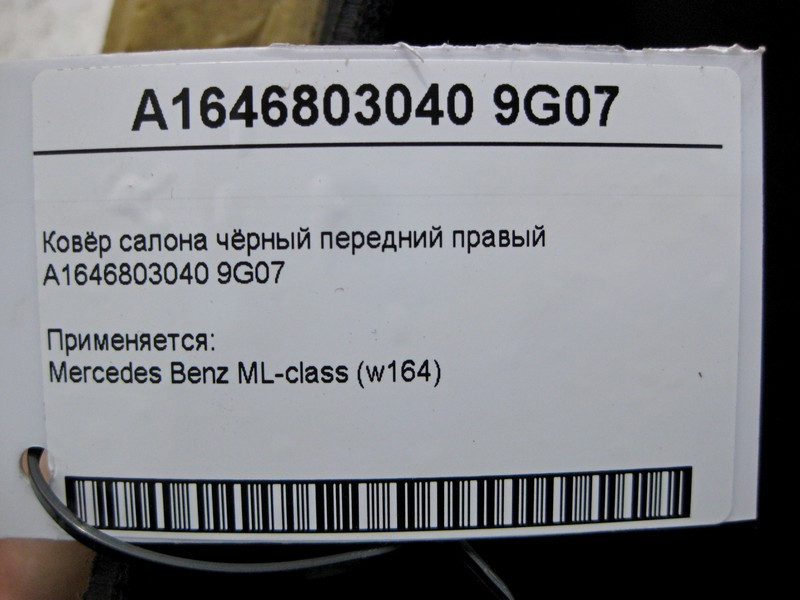 A1646803040 9G07
Ковёр салона чёрный передний правый
A1646803040 9G07
Применяется:
Mercedes Benz ML-class (w164)